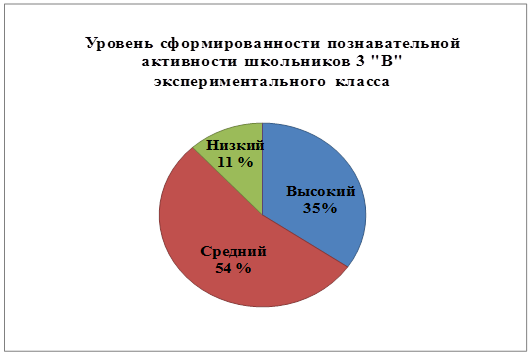 Уровень сформированности познавательной
активности школьников 3 "В"
экспериментального класса
Низкий
11 %
Высокий
35%
Средний
54 %